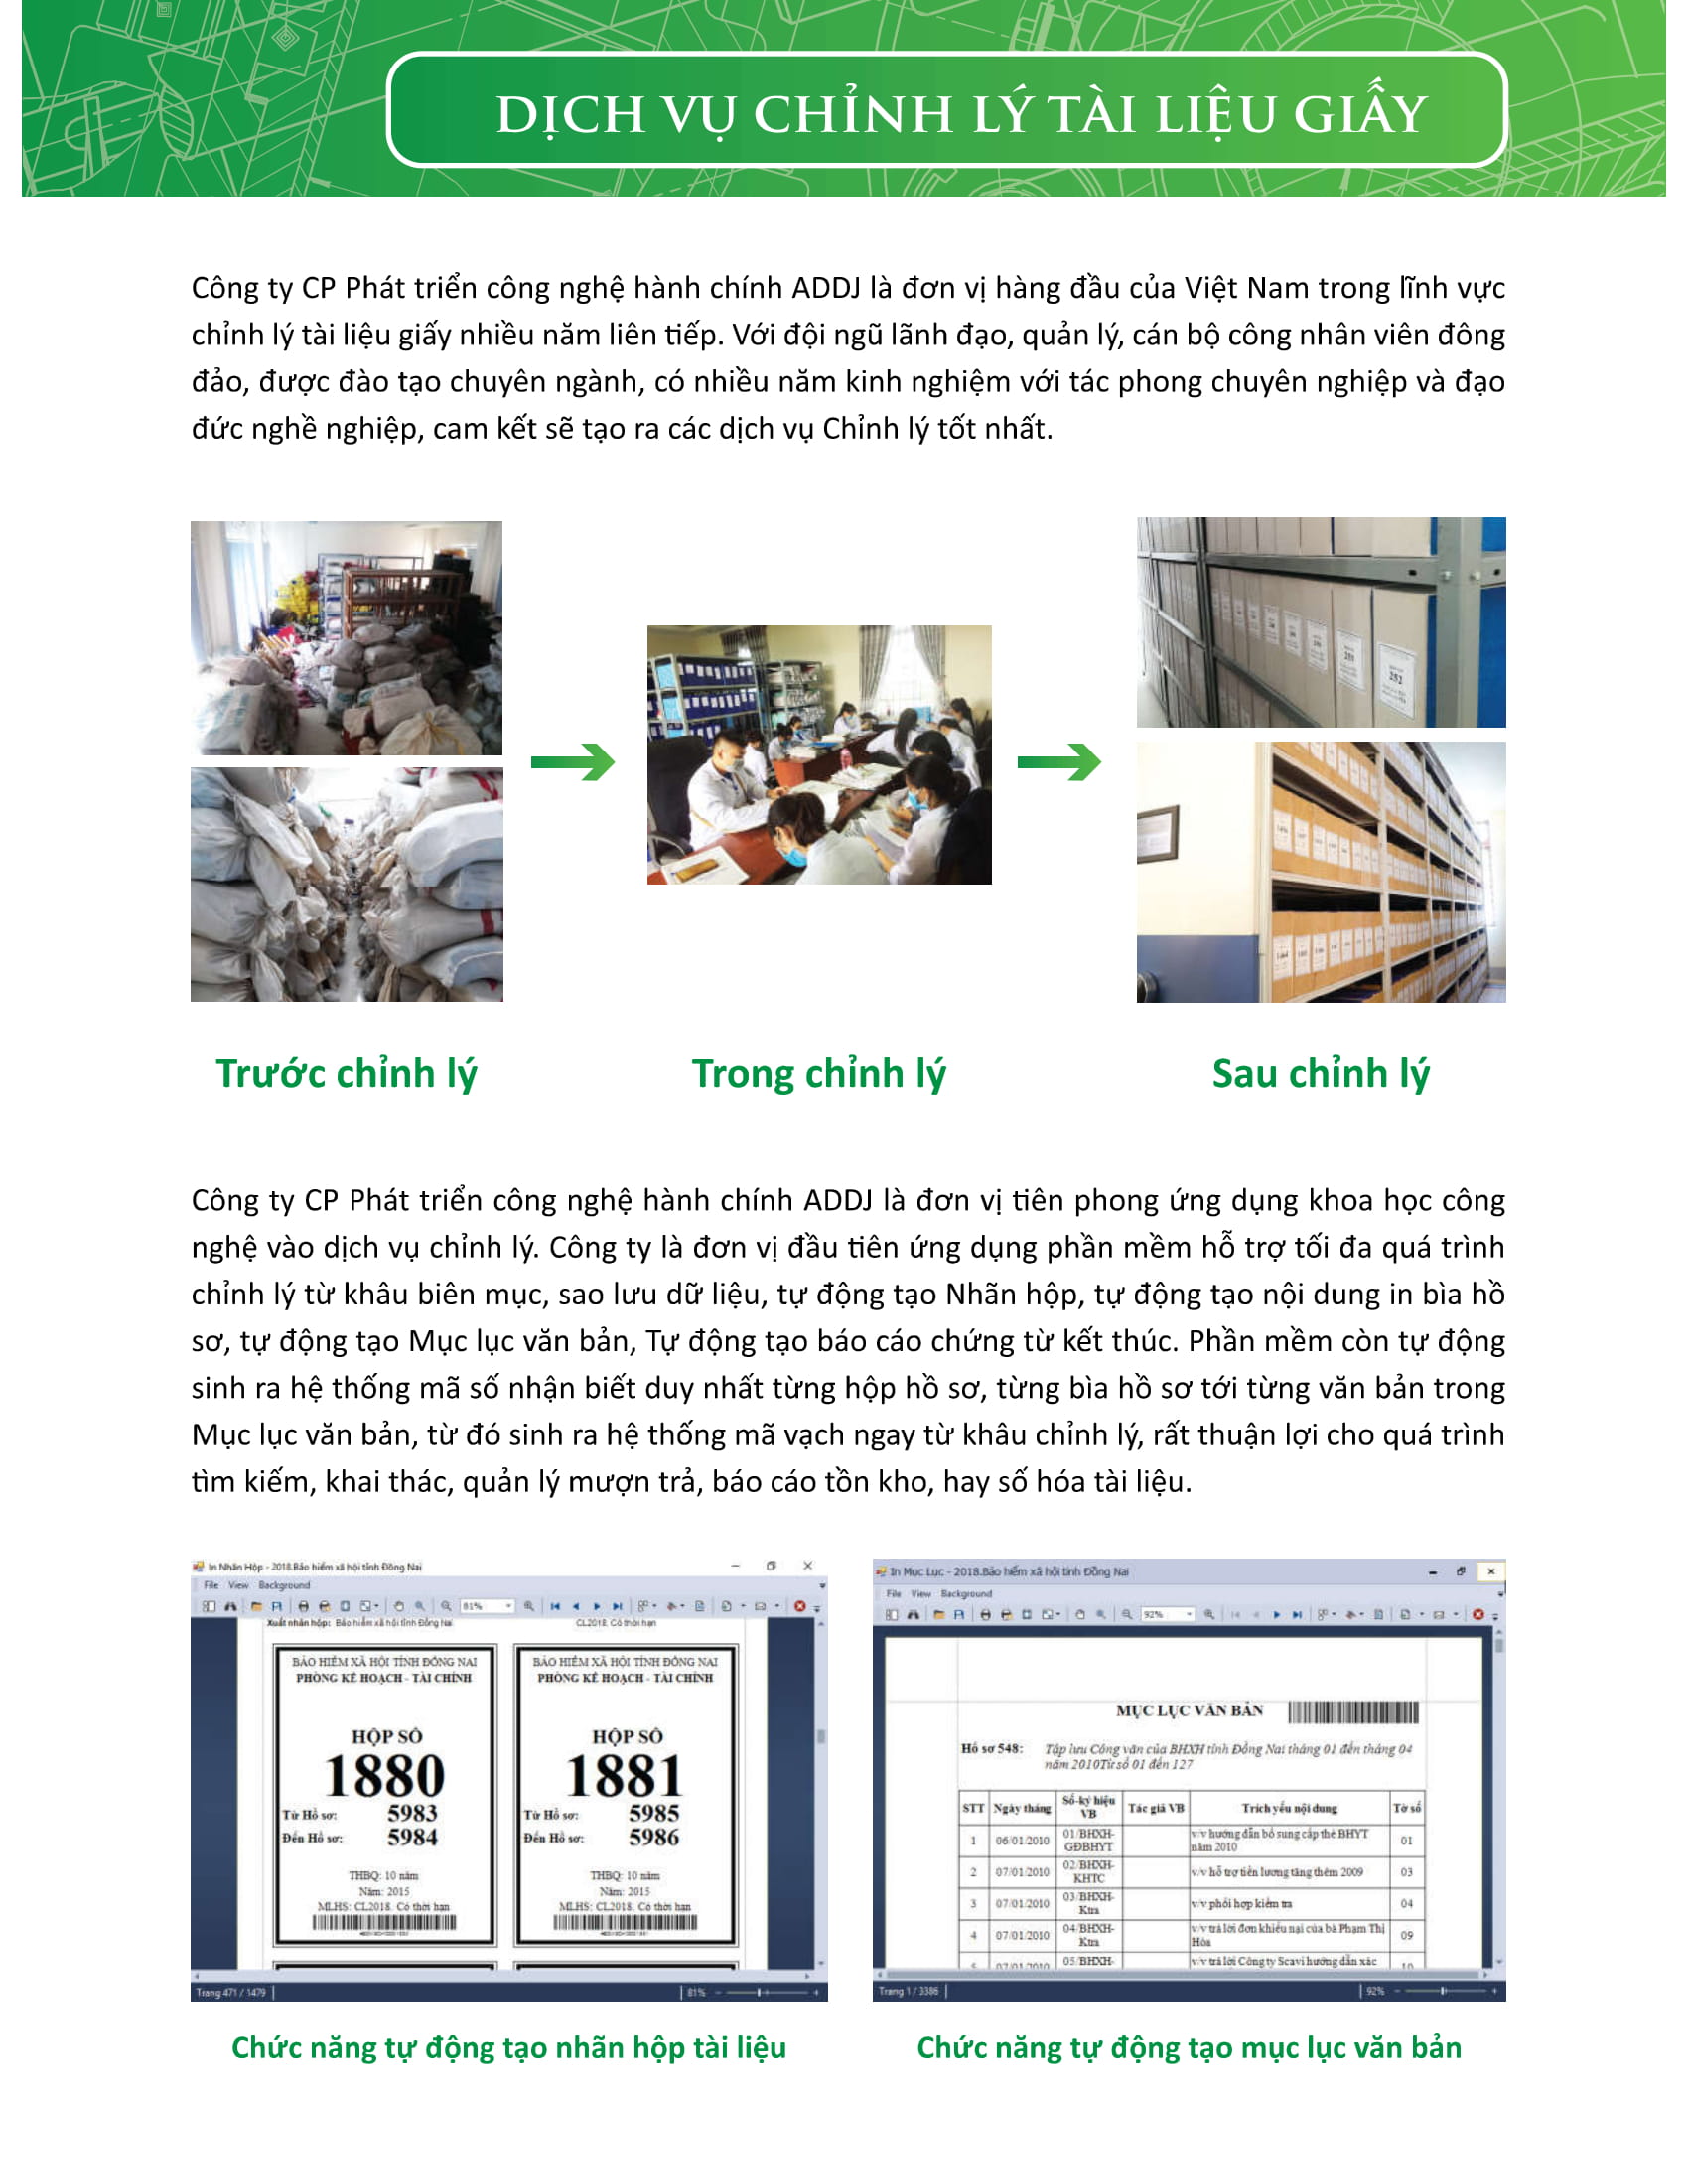 DỊCH VỤ CHỈNH LÝ TÀI LIỆU GIẤY
Công ty CP Phát triển công nghệ hành chính ADDJ là đơn vị hàng đầu của Việt Nam trong lĩnh vực
chỉnh lý tài liệu giấy nhiều năm liên tiếp. Với đội ngũ lãnh đạo, quản lý, cán bộ công nhân viên đông
đảo, được đào tạo chuyên ngành, có nhiều năm kinh nghiệm với tác phong chuyên nghiệp và đạo
đức nghề nghiệp, cam kết sẽ tạo ra các dịch vụ Chỉnh lý tốt nhất.
251
252
Trước chỉnh lý
Trong chỉnh lý
Sau chỉnh lý
Công ty CP Phát triển công nghệ hành chính ADDJ là đơn vị tiên phong ứng dụng khoa học công
nghệ vào dịch vụ chỉnh lý. Công ty là đơn vị đầu tiên ứng dụng phần mềm hỗ trợ tối đa quá trình
chỉnh lý từ khâu biên mục, sao lưu dữ liệu, tự động tạo Nhãn hộp, tự động tạo nội dung in bìa hồ
sơ, tự động tạo Mục lục văn bản, Tự động tạo báo cáo chứng từ kết thúc. Phần mềm còn tự động
sinh ra hệ thống mã số nhận biết duy nhất từng hộp hồ sơ, từng bìa hồ sơ tới từng văn bản trong
Mục lục văn bản, từ đó sinh ra hệ thống mã vạch ngay từ khâu chỉnh lý, rất thuận lợi cho quá trình
tìm kiếm, khai thác, quản lý mượn trả, báo cáo tồn kho, hay số hóa tài liệu.
In Nhãn Hộp - 2018.Bảo hiểm xã hội tỉnh Đồng Nai
File View Background
81%
Xuất nhãn hộp: Bảo hiểm xã hội tỉnh Đồng Nai
CL2018. Có thời hạn
BẢO HIỂM XÃ HỘI TỈNH ĐỒNG NAI
PHÒNG KẾ HOẠCH - TÀI CHÍNH
HỘP SỐ
1880
Từ Hồ sơ: 5983
Đến Hồ sơ: 5984
THBQ: 10 năm
Năm: 2015
MLHS: CL2018. Có thời hạn
BẢO HIỂM XÃ HỘI TỈNH ĐỒNG NAI
PHÒNG KẾ HOẠCH - TÀI CHÍNH
HỘP SỐ
1881
Từ Hồ sơ: 5985
Đến Hồ sơ: 5986
THBQ: 10 năm
Năm: 2015
MLHS: CL2018. Có thời hạn
Trang 471 / 1479
81%
In Mục Lục - 2018.Bảo hiểm xã hội tỉnh Đồng Nai
File View Background
92%
MỤC LỤC VĂN BẢN
Hồ sơ 548: Tập lưu Công văn của BHXH tỉnh Đồng Nai tháng 01 đến tháng 04
năm 2010Từ số 01 đến 127
STT Ngày tháng Số-ký hiệu VB Tác giả VB Trích yếu nội dung Tờ số
1 06/01/2010 01/BHXH-GĐBHYT v/v hướng dẫn bổ sung cấp thẻ BHYT năm 2010 01
2 07/01/2010 02/BHXH-KHTC v/v hỗ trợ tiền lương tăng thêm 2009 03
3 07/01/2010 03/BHXH-Ktra v/v phối hợp kiểm tra 04
4 07/01/2010 04/BHXH-Ktra v/v trả lời đơn khiếu nại của bà Phạm Thị Hòa 09
5 07/01/2010 05/BHXH- v/v trả lời Công ty Scavi hướng dẫn xác 10
Trang 1 / 3386
92%
Chức năng tự động tạo nhãn hộp tài liệu
Chức năng tự động tạo mục lục văn bản